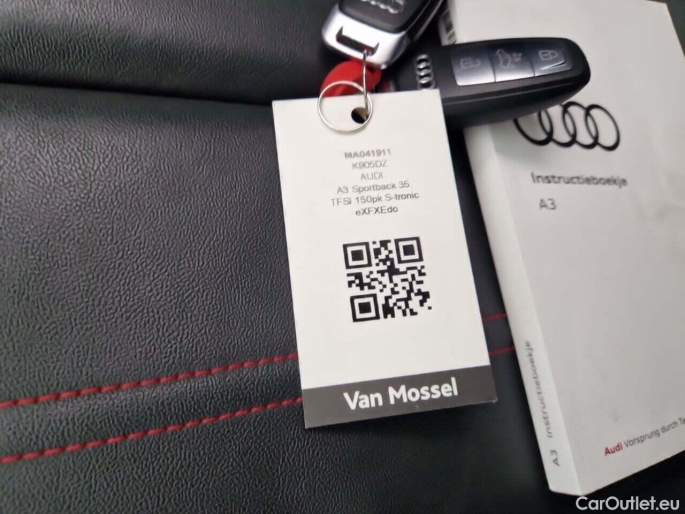 MA041911
K905DZ
AUDI
A3 Sportback 35
TFSI 150pk S-tronic
eXFXEdo
Van Mossel
Instructieboekje
A3
A3 Instructieboekje
Audi Vorsprung durch
CarOutlet.eu